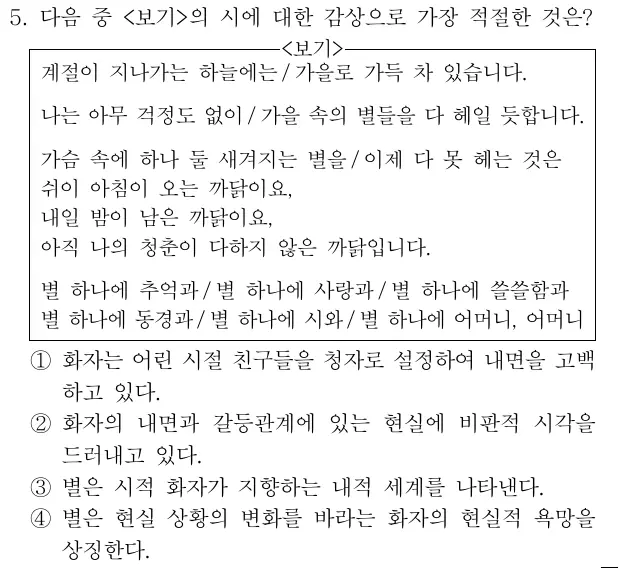 5. 다음 중 <보기>의 시에 대한 감상으로 가장 적절한 것은?
<보기>
계절이 지나가는 하늘에는/가을로 가득 차 있습니다.
나는 아무 걱정도 없이/가을 속의 별들을 다 헤일 듯합니다.
가슴 속에 하나 둘 새겨지는 별을/이제 다 못 헤는 것은
쉬이 아침이 오는 까닭이요,
내일 밤이 남은 까닭이요,
아직 나의 청춘이 다하지 않은 까닭입니다.
별 하나에 추억과/별 하나에 사랑과/별 하나에 쓸쓸함과
별 하나에 동경과/별 하나에 시와/별 하나에 어머니, 어머니
① 화자는 어린 시절 친구들을 청자로 설정하여 내면을 고백
하고 있다.
② 화자의 내면과 갈등관계에 있는 현실에 비판적 시각을
드러내고 있다.
③ 별은 시적 화자가 지향하는 내적 세계를 나타낸다.
④ 별은 현실 상황의 변화를 바라는 화자의 현실적 욕망을
상징한다.